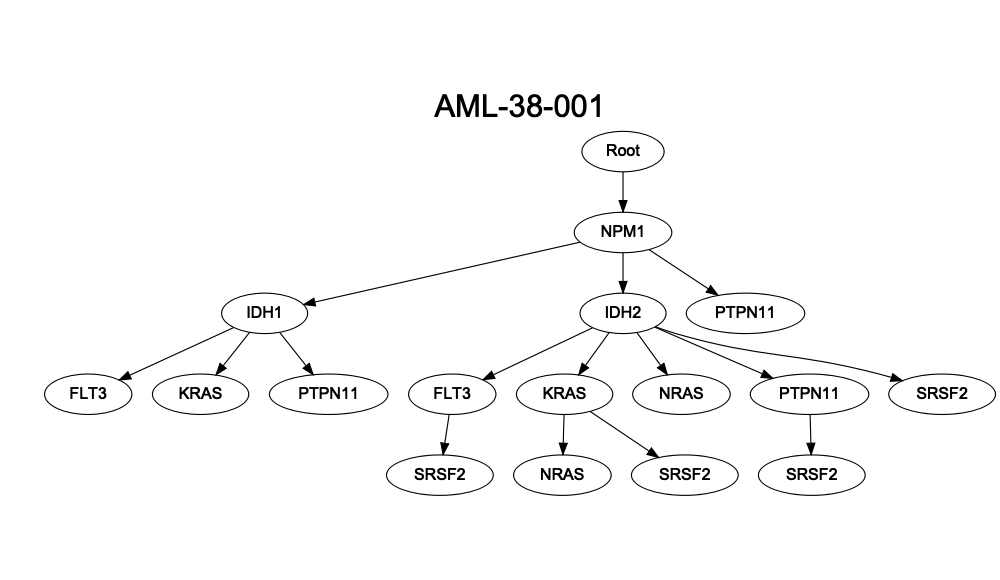 AML-38-001
Root
NPM1
IDH1
IDH2
PTPN11
FLT3
KRAS
PTPN11
FLT3
KRAS
NRAS
PTPN11
SRSF2
SRSF2
NRAS
SRSF2
SRSF2